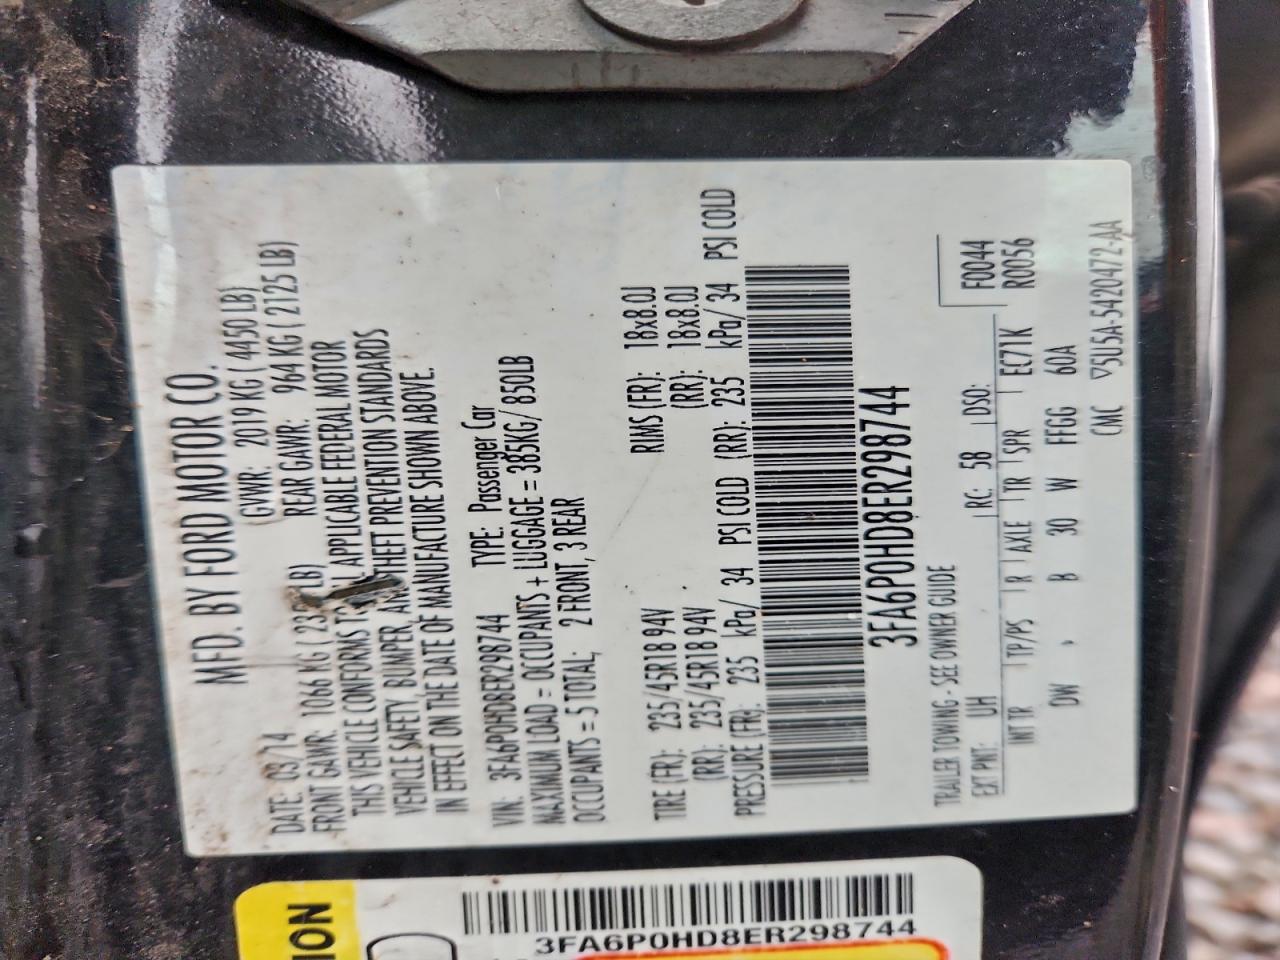 MFD. BY FORD MOTOR CO.
DATE: 03/14 GVWR: 2019 KG ( 4450 LB)
FRONT GAWR: 1066 KG ( LB) REAR GAWR: 964 KG ( 2125 LB)
THIS VEHICLE CONFORMS TO APPLICABLE FEDERAL MOTOR
VEHICLE SAFETY, BUMPER, AND THEFT PREVENTION STANDARDS
IN EFFECT ON THE DATE OF MANUFACTURE SHOWN ABOVE.
VIN: 3FA6P0HD8ER298744 TYPE: Passenger Car
MAXIMUM LOAD = OCCUPANTS + LUGGAGE = 385KG/ 850LB
OCCUPANTS = 5 TOTAL; 2 FRONT, 3 REAR
TIRE (FR): 235/45R18 94V RIMS (FR): 18x8.0J
(RR): 235/45R18 94V (RR): 18x8.0J
PRESSURE (FR): 235 kPa/ 34 PSI COLD (RR): 235 kPa/ 34 PSI COLD
3FA6P0HD8ER298744
TRAILER TOWING - SEE OWNER GUIDE
EXT PNT: UH RC: 58 DSO: F0044
INT TR TP/PS R AXLE TR SPR EC71K R0056
DW , B 30 W FFGG 60A
CMC ▽5U5A-5420472-AA
ION
3FA6P0HD8ER298744